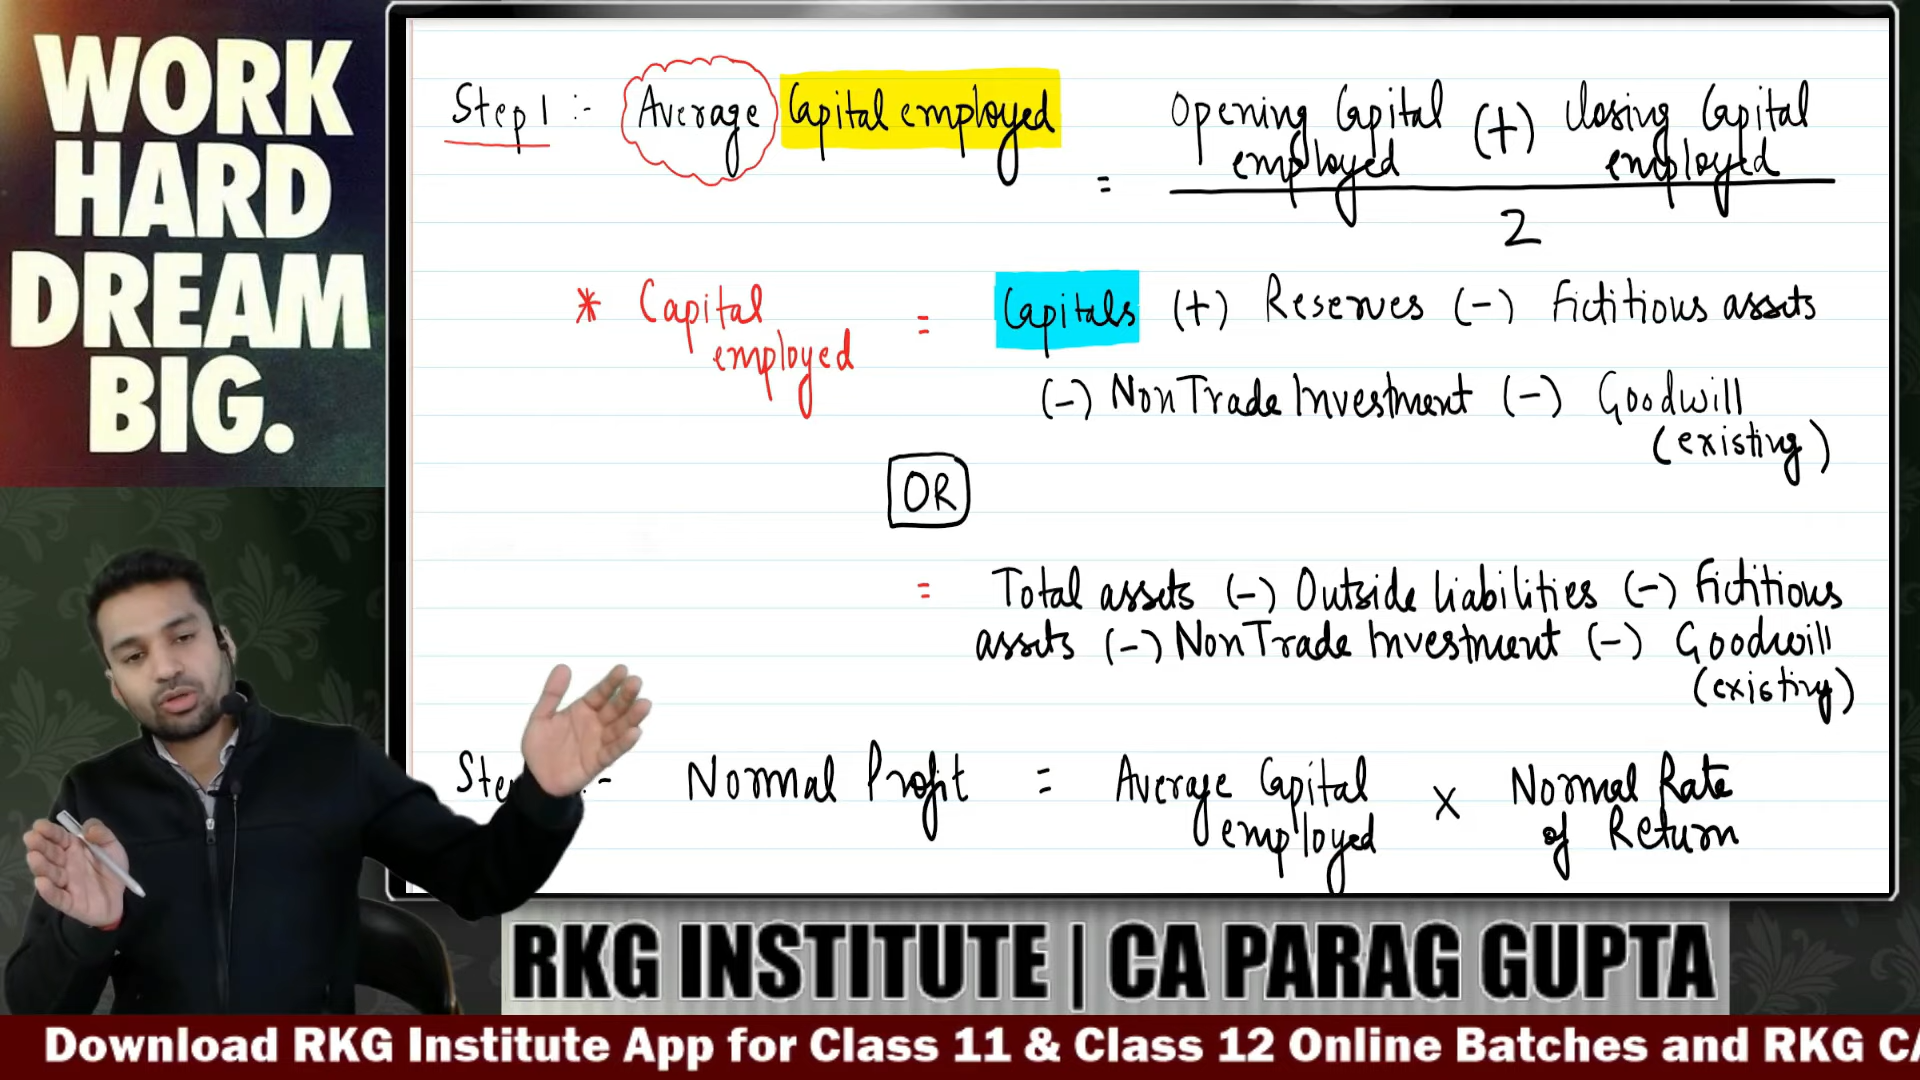 WORK
HARD
DREAM
BIG.
Step 1 :- Average Capital employed = Opening Capital employed (+) Closing Capital employed
2
* Capital employed = Capitals (+) Reserves (-) Fictitious assets
(-) Non Trade Investment (-) Goodwill
(existing)
OR
= Total assets (-) Outside liabilities (-) Fictitious
assets (-) Non Trade Investment (-) Goodwill
(existing)
:- Normal Profit = Average Capital employed x Normal Rate of Return
RKG INSTITUTE | CA PARAG GUPTA
Download RKG Institute App for Class 11 & Class 12 Online Batches and RKG